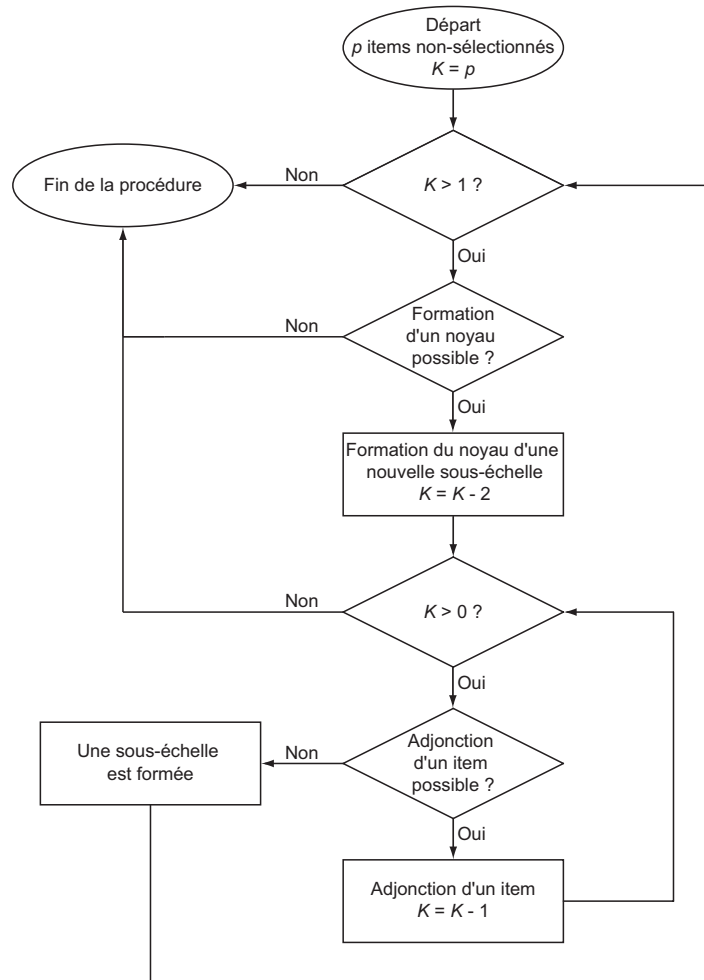 Départ
p items non-sélectionnés
K = p
Fin de la procédure
Non
K > 1 ?
Oui
Non
Formation
d'un noyau
possible ?
Oui
Formation du noyau d'une
nouvelle sous-échelle
K = K - 2
Non
K > 0 ?
Oui
Une sous-échelle
est formée
Non
Adjonction
d'un item
possible ?
Oui
Adjonction d'un item
K = K - 1